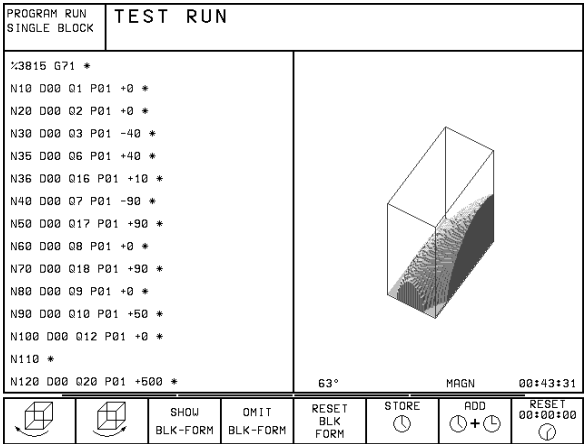 PROGRAM RUN
SINGLE BLOCK
TEST RUN
%3815 G71 *
N10 D00 Q1 P01 +0 *
N20 D00 Q2 P01 +0 *
N30 D00 Q3 P01 -40 *
N35 D00 Q6 P01 +40 *
N36 D00 Q16 P01 +10 *
N40 D00 Q7 P01 -90 *
N50 D00 Q17 P01 +90 *
N60 D00 Q8 P01 +0 *
N70 D00 Q18 P01 +90 *
N80 D00 Q9 P01 +0 *
N90 D00 Q10 P01 +50 *
N100 D00 Q12 P01 +0 *
N110 *
N120 D00 Q20 P01 +500 *
63° MAGN 00:43:31
SHOW
BLK-FORM
OMIT
BLK-FORM
RESET
BLK
FORM
STORE
ADD
+
RESET
00:00:00